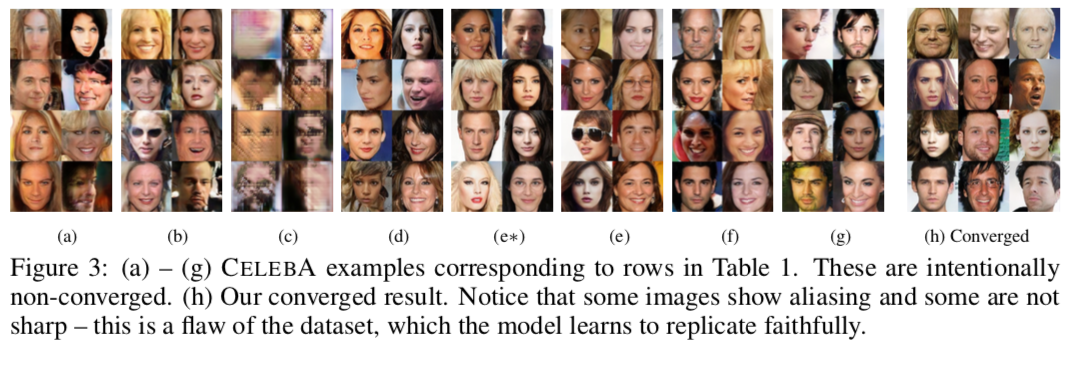 (a) (b) (c) (d) (e∗) (e) (f) (g) (h) Converged
Figure 3: (a) – (g) CELEBA examples corresponding to rows in Table 1. These are intentionally
non-converged. (h) Our converged result. Notice that some images show aliasing and some are not
sharp – this is a flaw of the dataset, which the model learns to replicate faithfully.